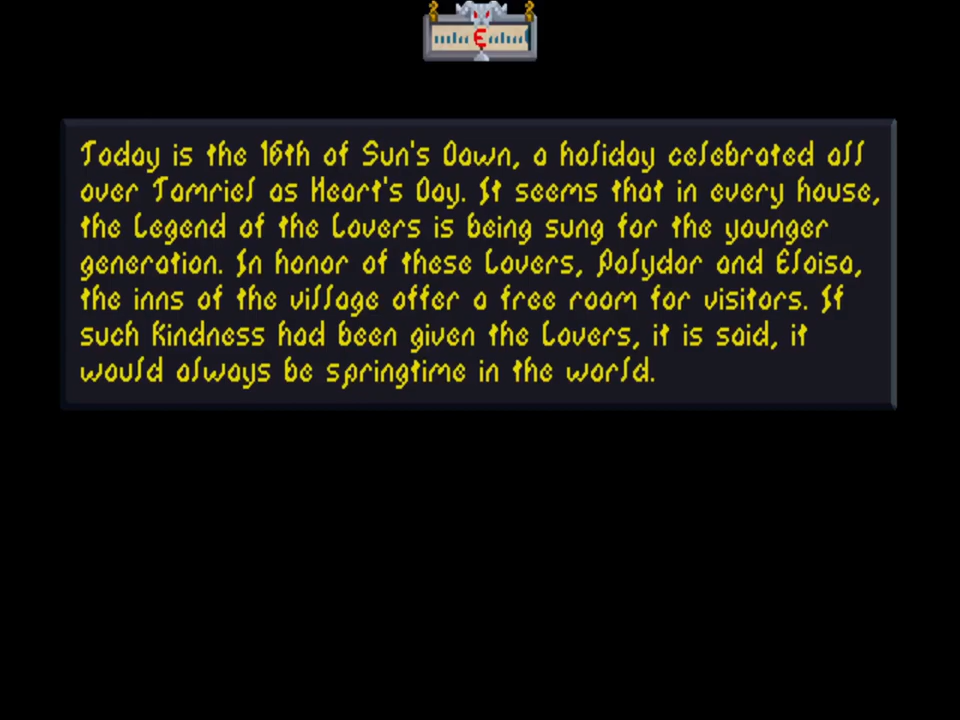 E
Today is the 16th of Sun's Dawn, a holiday celebrated all
over Tamriel as Heart's Day. It seems that in every house,
the Legend of the Lovers is being sung for the younger
generation. In honor of these Lovers, Polydor and Eloisa,
the inns of the village offer a free room for visitors. If
such Kindness had been given the Lovers, it is said, it
would always be springtime in the world.